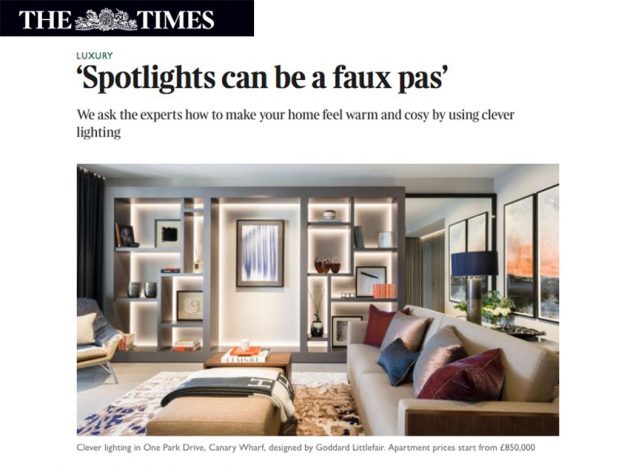 THE TIMES
LUXURY
‘Spotlights can be a faux pas’
We ask the experts how to make your home feel warm and cosy by using clever
lighting
H
Clever lighting in One Park Drive, Canary Wharf, designed by Goddard Littlefair. Apartment prices start from £850,000